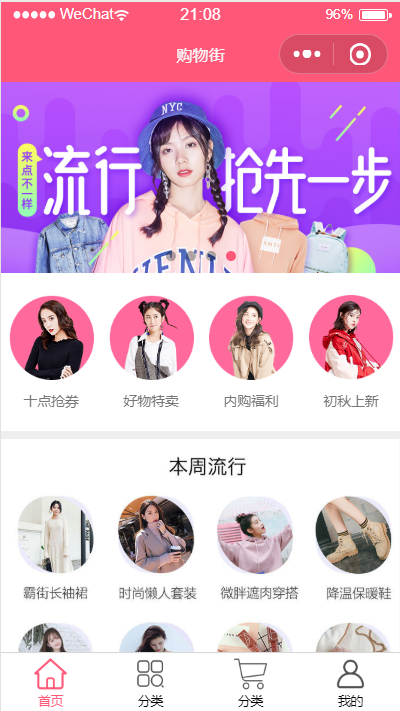 WeChat 21:08 96%
购物街
NYC
来点不一样
流行 抢先一步
十点抢券 好物特卖 内购福利 初秋上新
本周流行
霸街长袖裙 时尚懒人套装 微胖遮肉穿搭 降温保暖鞋
首页 分类 分类 我的